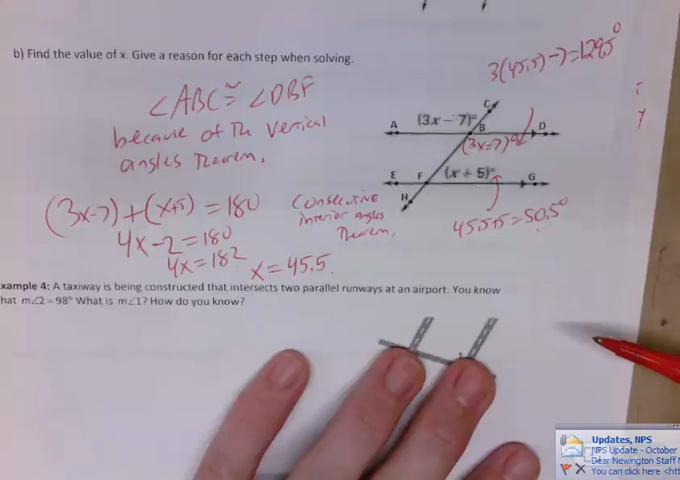 b) Find the value of x. Give a reason for each step when solving.
3(45.5)-7=129.5°
∠ABC≅∠DBF
because of the vertical
angles Theorem.
C
A
(3x − 7)°
B
D
(3x-7)°
E
F
(x + 5)°
G
H
(3x-7)+(x+5)=180
Consecutive
interior angles
Theorem.
45.5+5=50.5°
4x-2=180
4x=182
x=45.5
xample 4: A taxiway is being constructed that intersects two parallel runways at an airport. You know
hat m∠2 = 98° What is m∠1? How do you know?
Updates, NPS
NPS Update - October
Dear Newington Staff
You can click here <htt